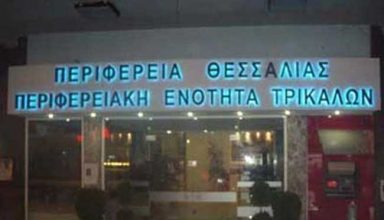 ΠΕΡΙΦΕΡΕΙΑ ΘΕΣΣΑΛΙΑΣ
ΠΕΡΙΦΕΡΕΙΑΚΗ ΕΝΟΤΗΤΑ ΤΡΙΚΑΛΩΝ